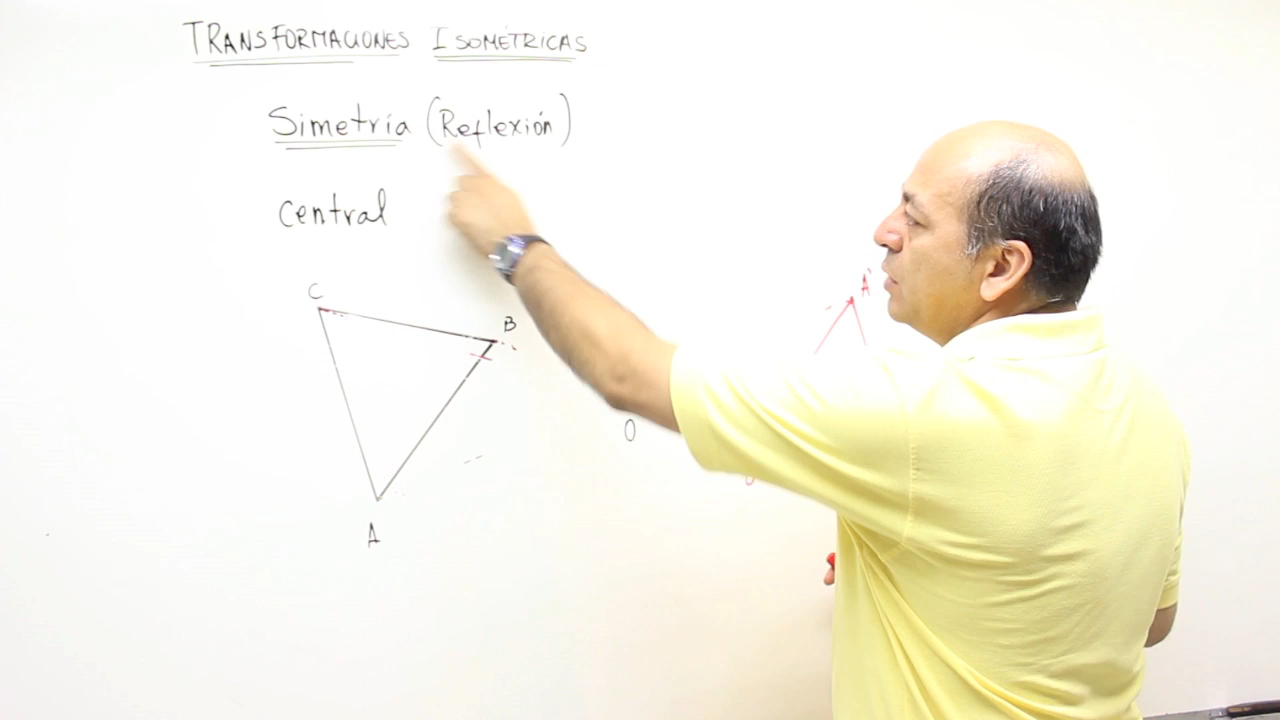 TRANSFORMACIONES ISOMÉTRICAS
Simetría (Reflexión)
Central
C
B
A'
O
A